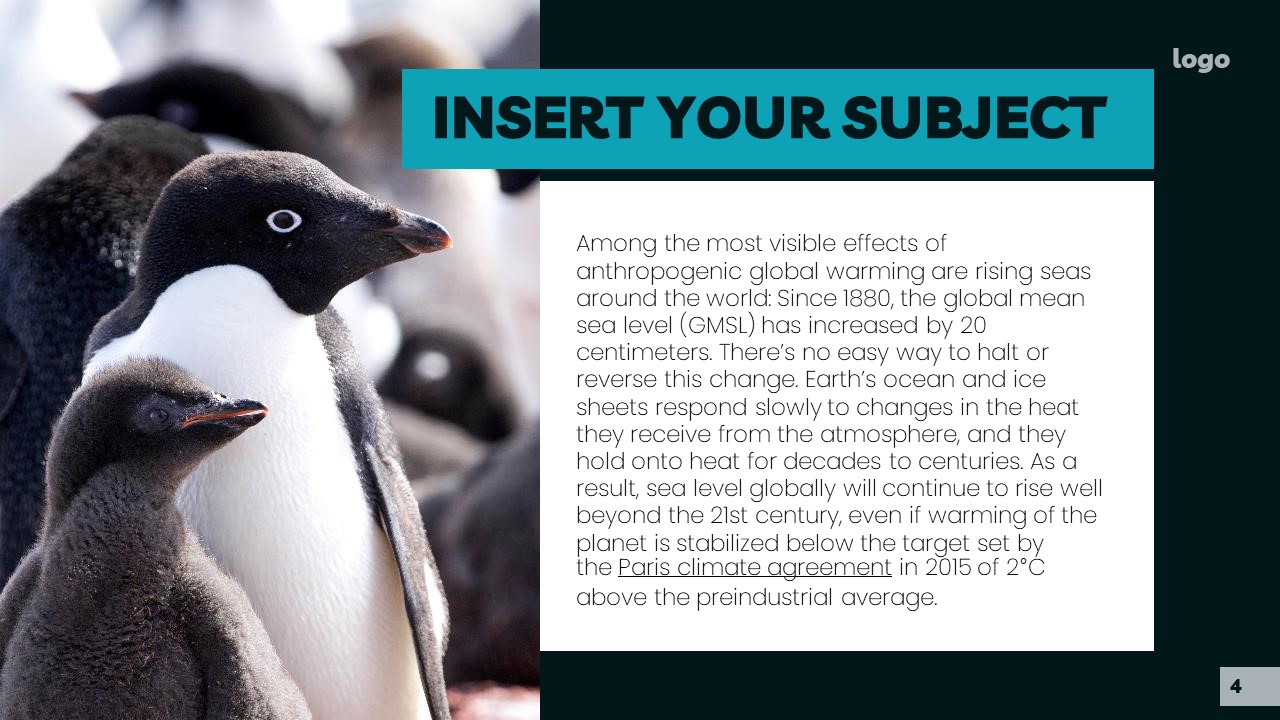 logo
INSERT YOUR SUBJECT
Among the most visible effects of
anthropogenic global warming are rising seas
around the world: Since 1880, the global mean
sea level (GMSL) has increased by 20
centimeters. There’s no easy way to halt or
reverse this change. Earth’s ocean and ice
sheets respond slowly to changes in the heat
they receive from the atmosphere, and they
hold onto heat for decades to centuries. As a
result, sea level globally will continue to rise well
beyond the 21st century, even if warming of the
planet is stabilized below the target set by
the Paris climate agreement in 2015 of 2°C
above the preindustrial average.
4